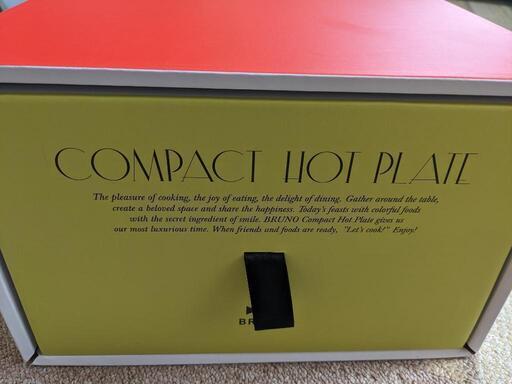 COMPACT HOT PLATE
The pleasure of cooking, the joy of eating, the delight of dining. Gather around the table,
create a beloved space and share the happiness. Today's feasts with colorful foods
with the secret ingredient of smile. BRUNO Compact Hot Plate gives us
our most luxurious time. When friends and foods are ready, "Let's cook!" Enjoy!